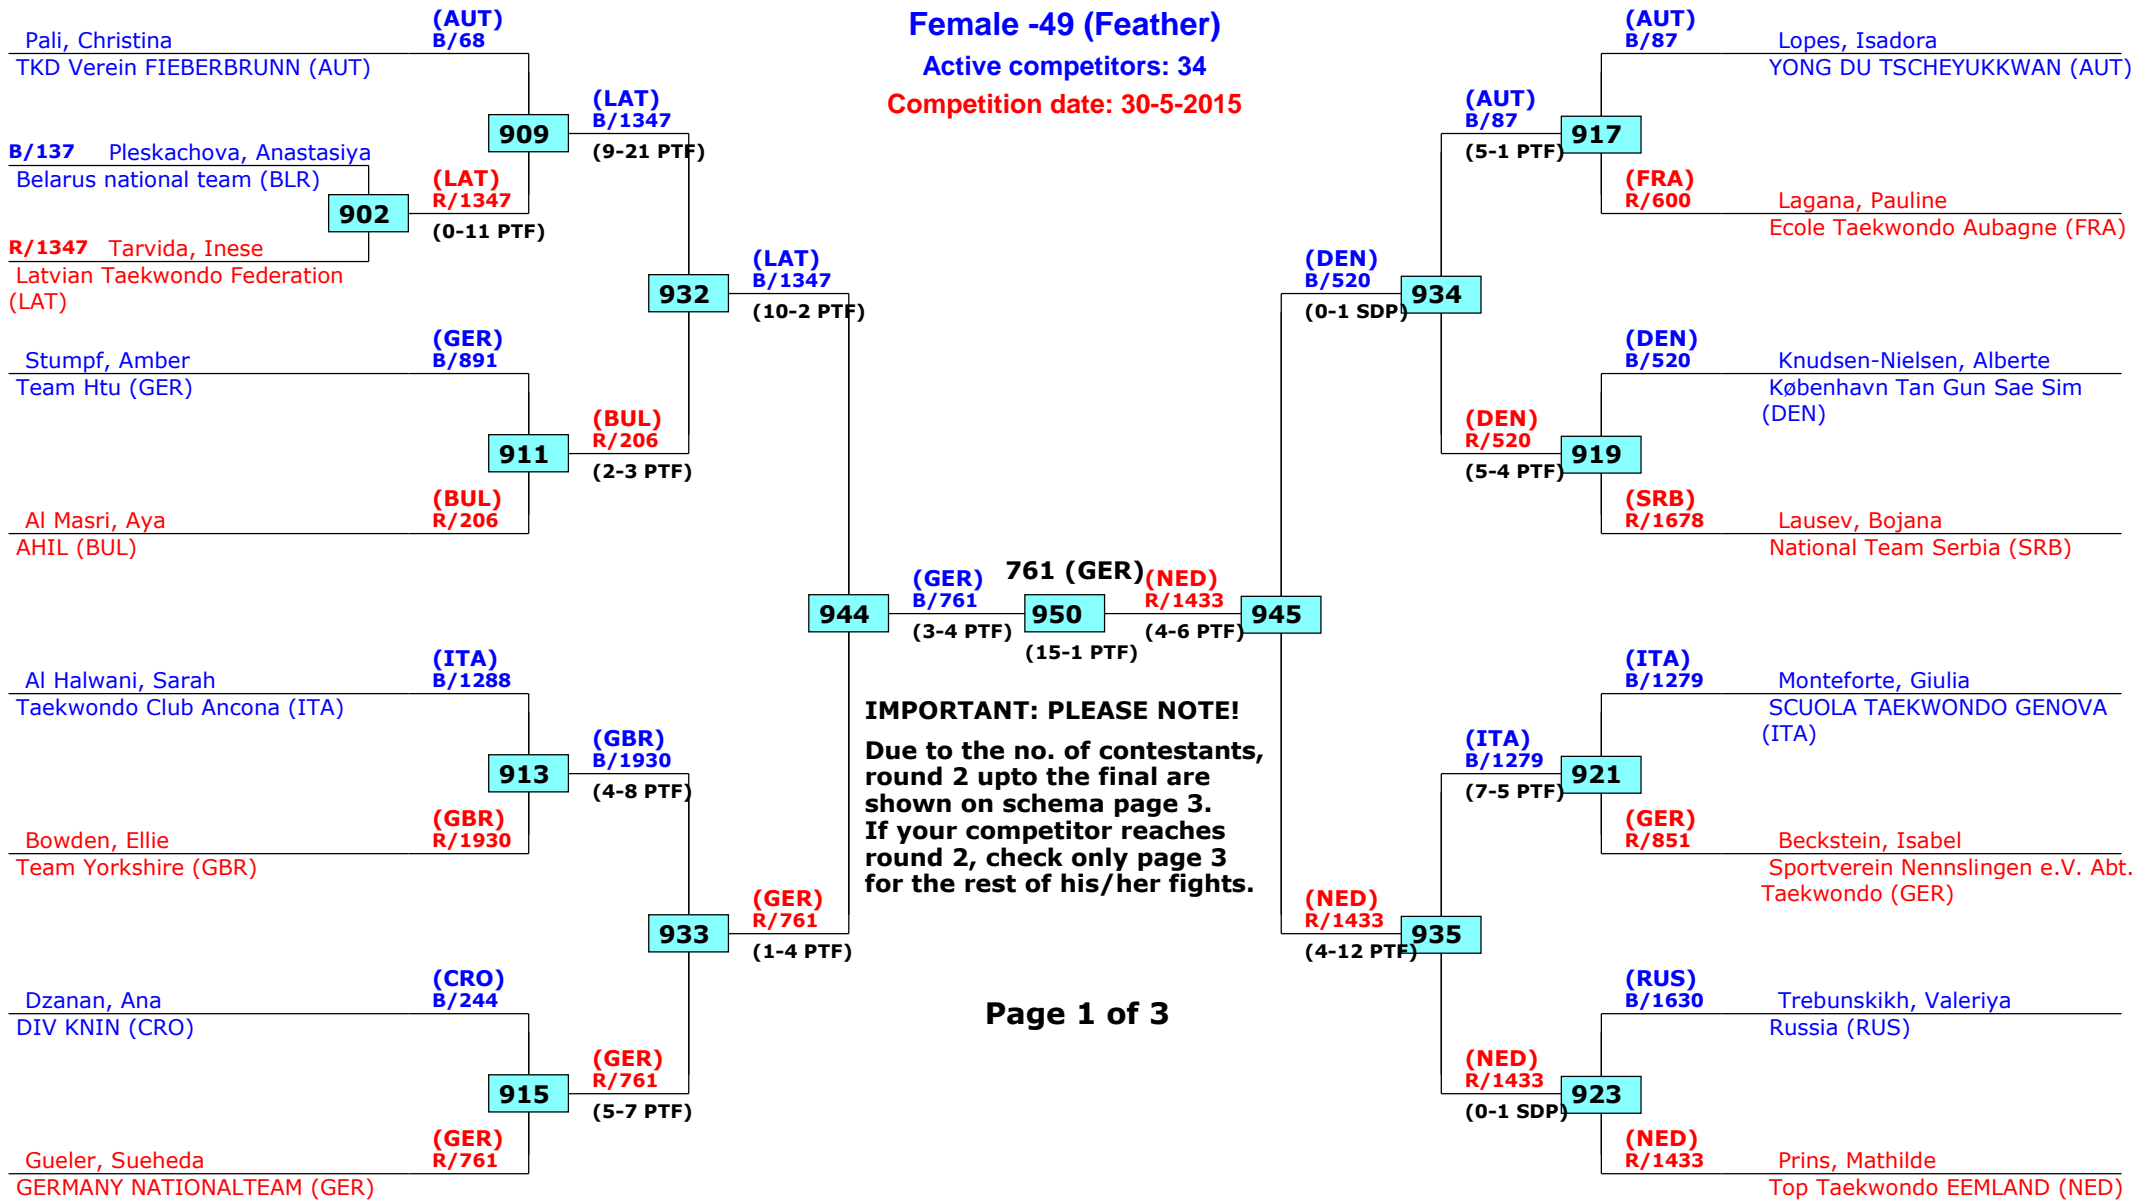 Female -49 (Feather)
Active competitors: 34
Competition date: 30-5-2015
(AUT)
B/68
Pali, Christina
TKD Verein FIEBERBRUNN (AUT)
909
(LAT)
B/1347
(9-21 PTF)
B/137 Pleskachova, Anastasiya
Belarus national team (BLR)
902
(LAT)
R/1347
(0-11 PTF)
R/1347 Tarvida, Inese
Latvian Taekwondo Federation
(LAT)
932
(LAT)
B/1347
(10-2 PTF)
(GER)
B/891
Stumpf, Amber
Team Htu (GER)
911
(BUL)
R/206
(2-3 PTF)
(BUL)
R/206
Al Masri, Aya
AHIL (BUL)
944
(GER)
B/761
(3-4 PTF)
761 (GER)
950
(15-1 PTF)
(NED)
R/1433
(4-6 PTF)
945
(ITA)
B/1288
Al Halwani, Sarah
Taekwondo Club Ancona (ITA)
913
(GBR)
B/1930
(4-8 PTF)
(GBR)
R/1930
Bowden, Ellie
Team Yorkshire (GBR)
933
(GER)
R/761
(1-4 PTF)
(CRO)
B/244
Dzanan, Ana
DIV KNIN (CRO)
915
(GER)
R/761
(5-7 PTF)
(GER)
R/761
Gueler, Sueheda
GERMANY NATIONALTEAM (GER)
IMPORTANT: PLEASE NOTE!
Due to the no. of contestants,
round 2 upto the final are
shown on schema page 3.
If your competitor reaches
round 2, check only page 3
for the rest of his/her fights.
Page 1 of 3
(AUT)
B/87
Lopes, Isadora
YONG DU TSCHEYUKKWAN (AUT)
(AUT)
B/87
(5-1 PTF)
917
(FRA)
R/600
Lagana, Pauline
Ecole Taekwondo Aubagne (FRA)
(DEN)
B/520
(0-1 SDP)
934
(DEN)
B/520
Knudsen-Nielsen, Alberte
København Tan Gun Sae Sim
(DEN)
(DEN)
R/520
(5-4 PTF)
919
(SRB)
R/1678
Lausev, Bojana
National Team Serbia (SRB)
(ITA)
B/1279
Monteforte, Giulia
SCUOLA TAEKWONDO GENOVA
(ITA)
(ITA)
B/1279
(7-5 PTF)
921
(GER)
R/851
Beckstein, Isabel
Sportverein Nennslingen e.V. Abt.
Taekwondo (GER)
(NED)
R/1433
(4-12 PTF)
935
(RUS)
B/1630
Trebunskikh, Valeriya
Russia (RUS)
(NED)
R/1433
(0-1 SDP)
923
(NED)
R/1433
Prins, Mathilde
Top Taekwondo EEMLAND (NED)